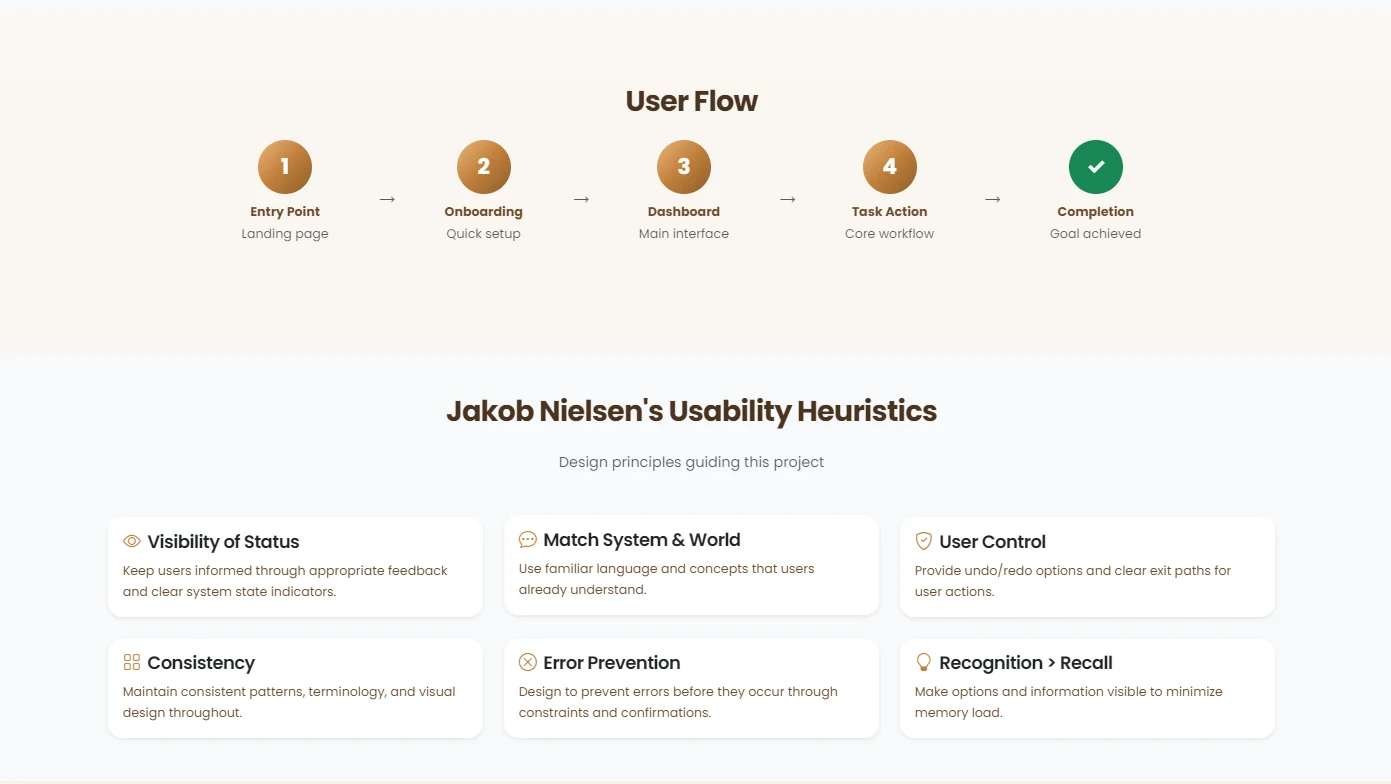 User Flow
1
2
3
4
Entry Point
Landing page
→
Onboarding
Quick setup
→
Dashboard
Main interface
→
Task Action
Core workflow
→
Completion
Goal achieved
Jakob Nielsen's Usability Heuristics
Design principles guiding this project
Visibility of Status
Keep users informed through appropriate feedback
and clear system state indicators.
Match System & World
Use familiar language and concepts that users
already understand.
User Control
Provide undo/redo options and clear exit paths for
user actions.
Consistency
Maintain consistent patterns, terminology, and visual
design throughout.
Error Prevention
Design to prevent errors before they occur through
constraints and confirmations.
Recognition > Recall
Make options and information visible to minimize
memory load.